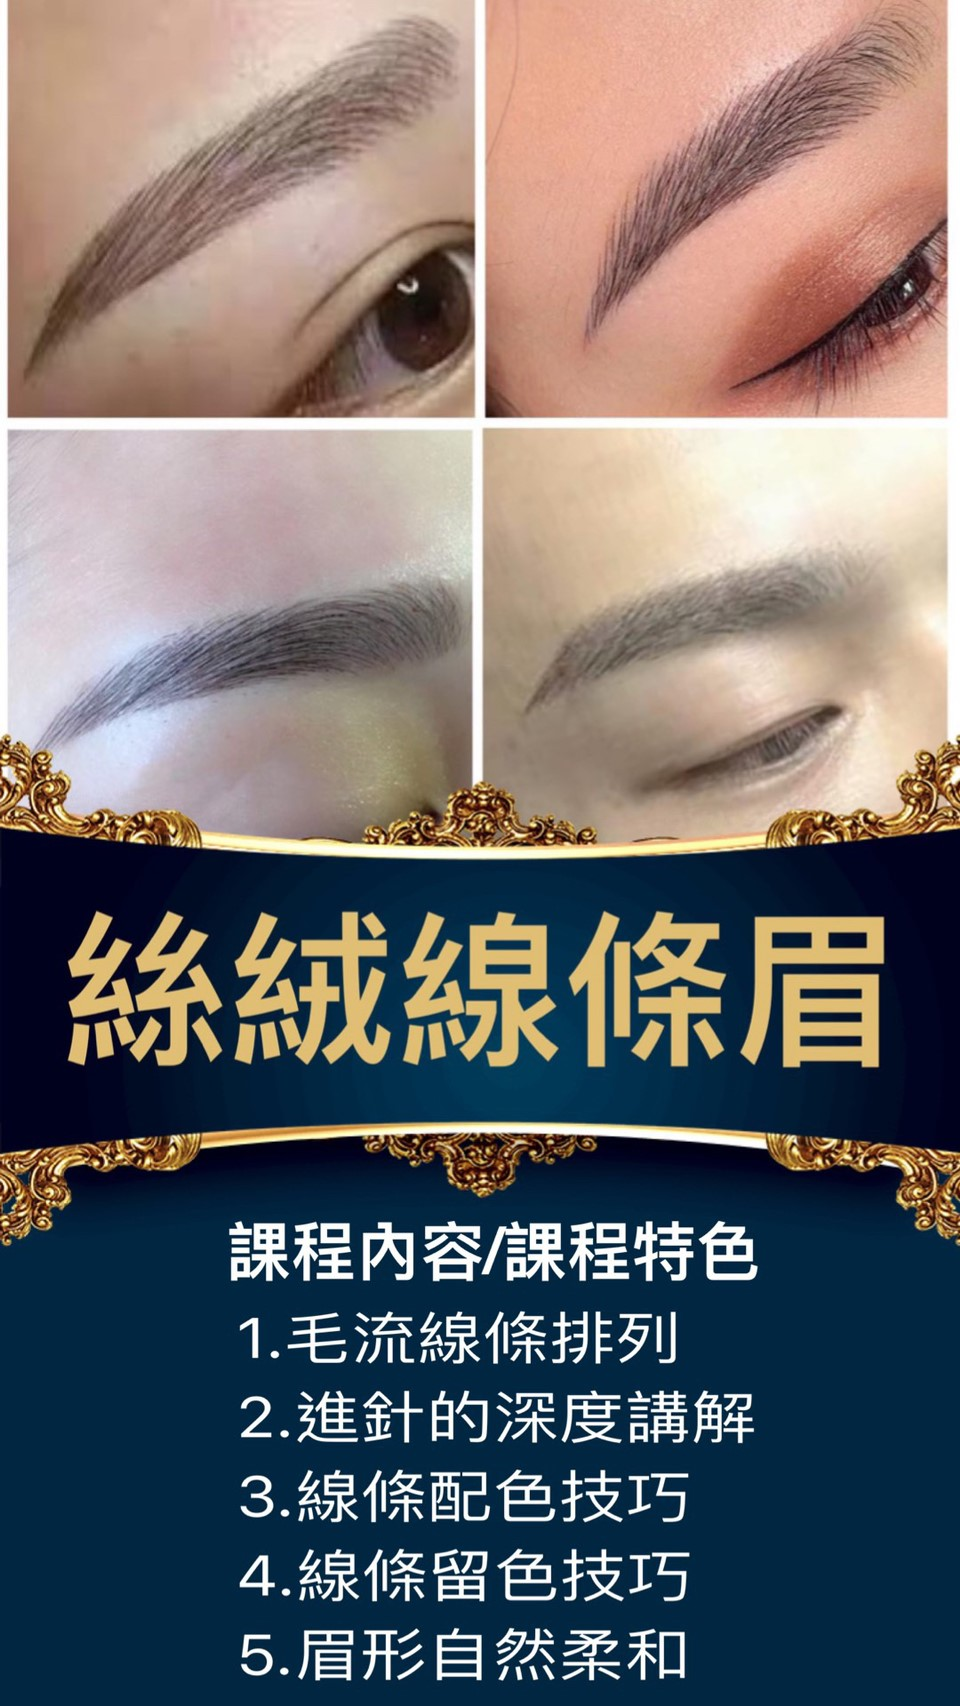 絲絨線條眉
課程內容/課程特色
1.毛流線條排列
2.進針的深度講解
3.線條配色技巧
4.線條留色技巧
5.眉形自然柔和